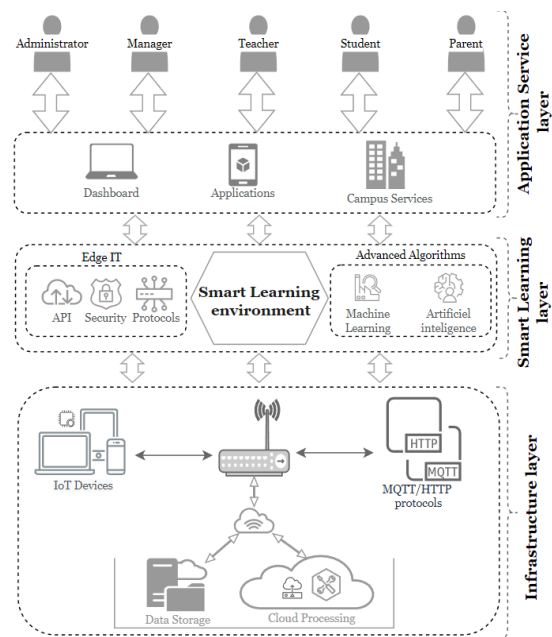 Administrator
Manager
Teacher
Student
Parent
Application Service
layer
Dashboard
Applications
Campus Services
Edge IT
Advanced Algorithms
Smart Learning
environment
API
Security
Protocols
Machine
Learning
Artificiel
inteligence
Smart Learning
layer
HTTP
MQTT
IoT Devices
MQTT/HTTP
protocols
Data Storage
Cloud Processing
Infrastructure layer